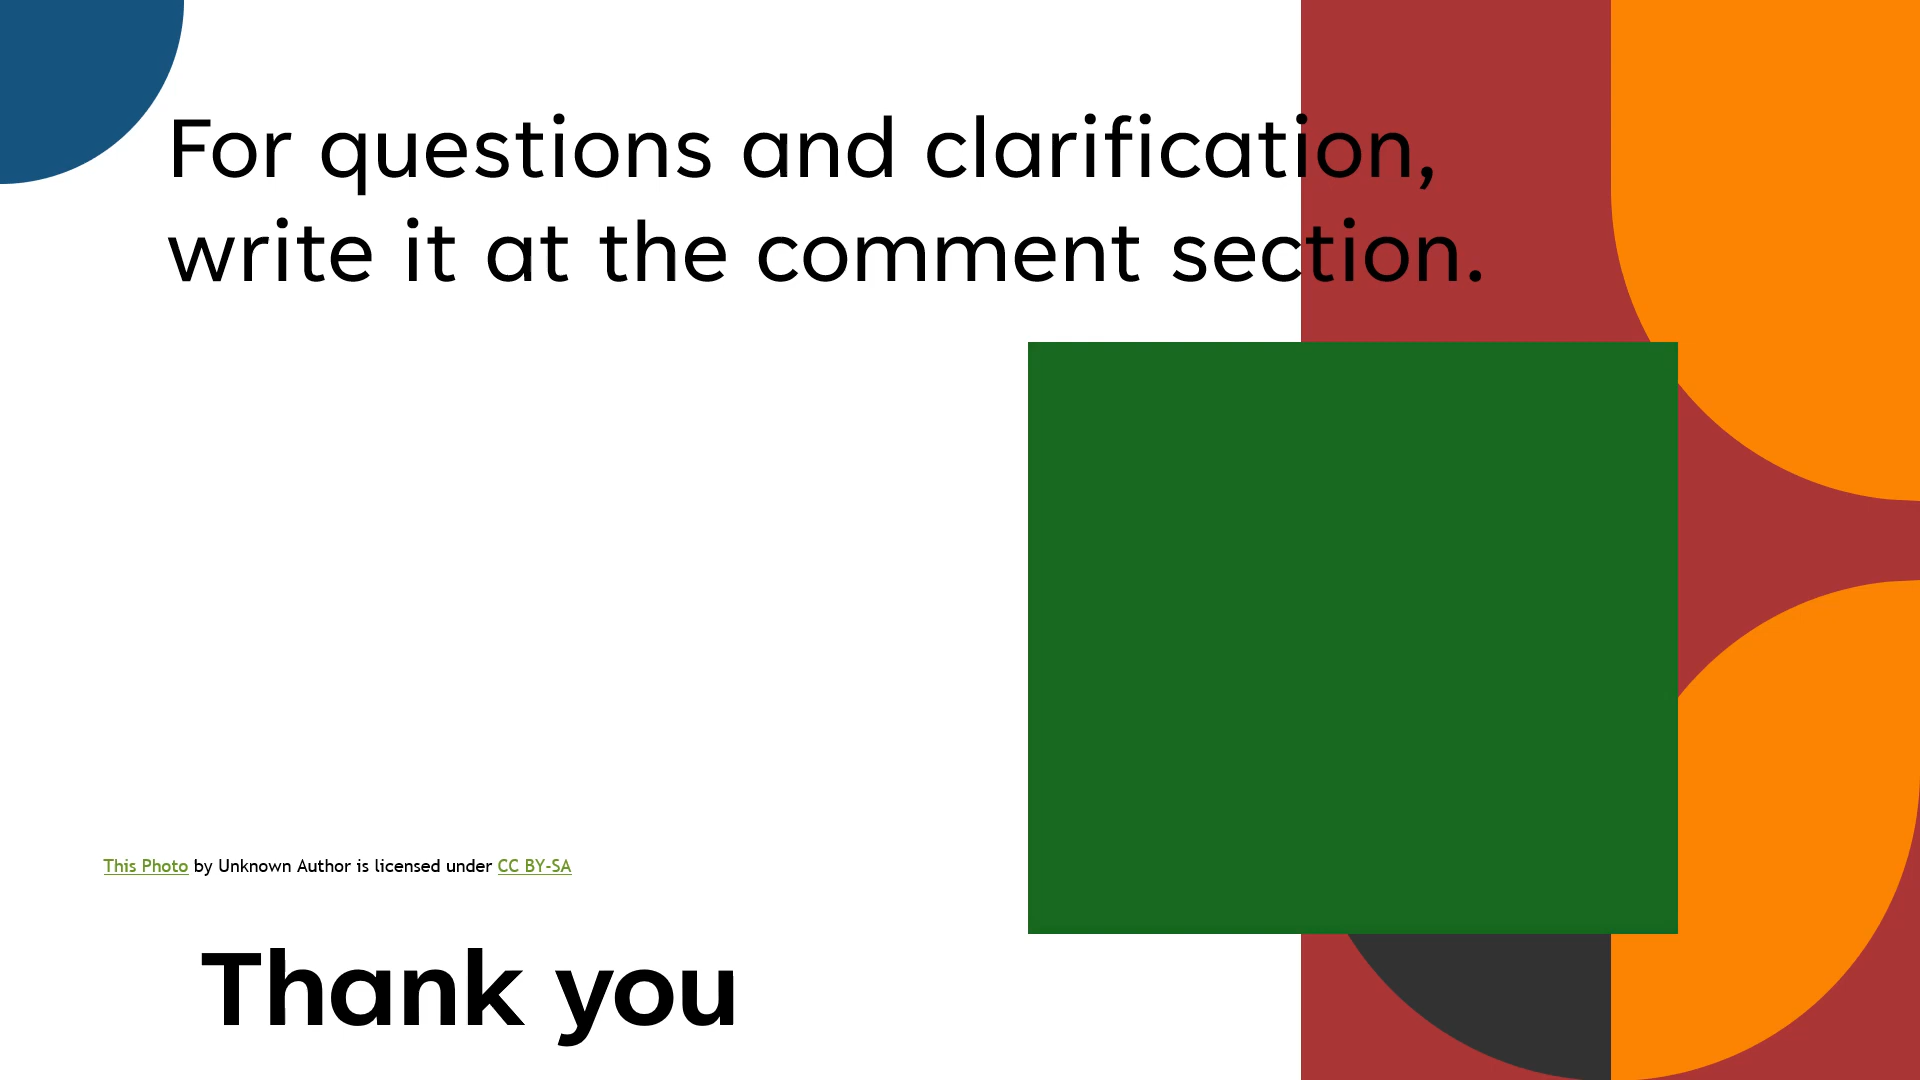 For questions and clarification,
write it at the comment section.
This Photo by Unknown Author is licensed under CC BY-SA
Thank you